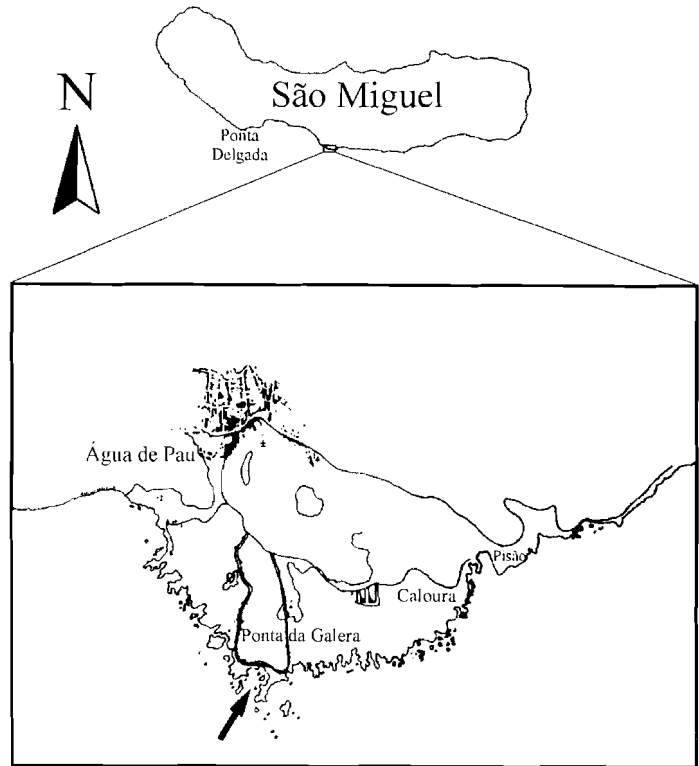 N
São Miguel
Ponta
Delgada
Água de Pau
Pisão
Caloura
Ponta da Galera